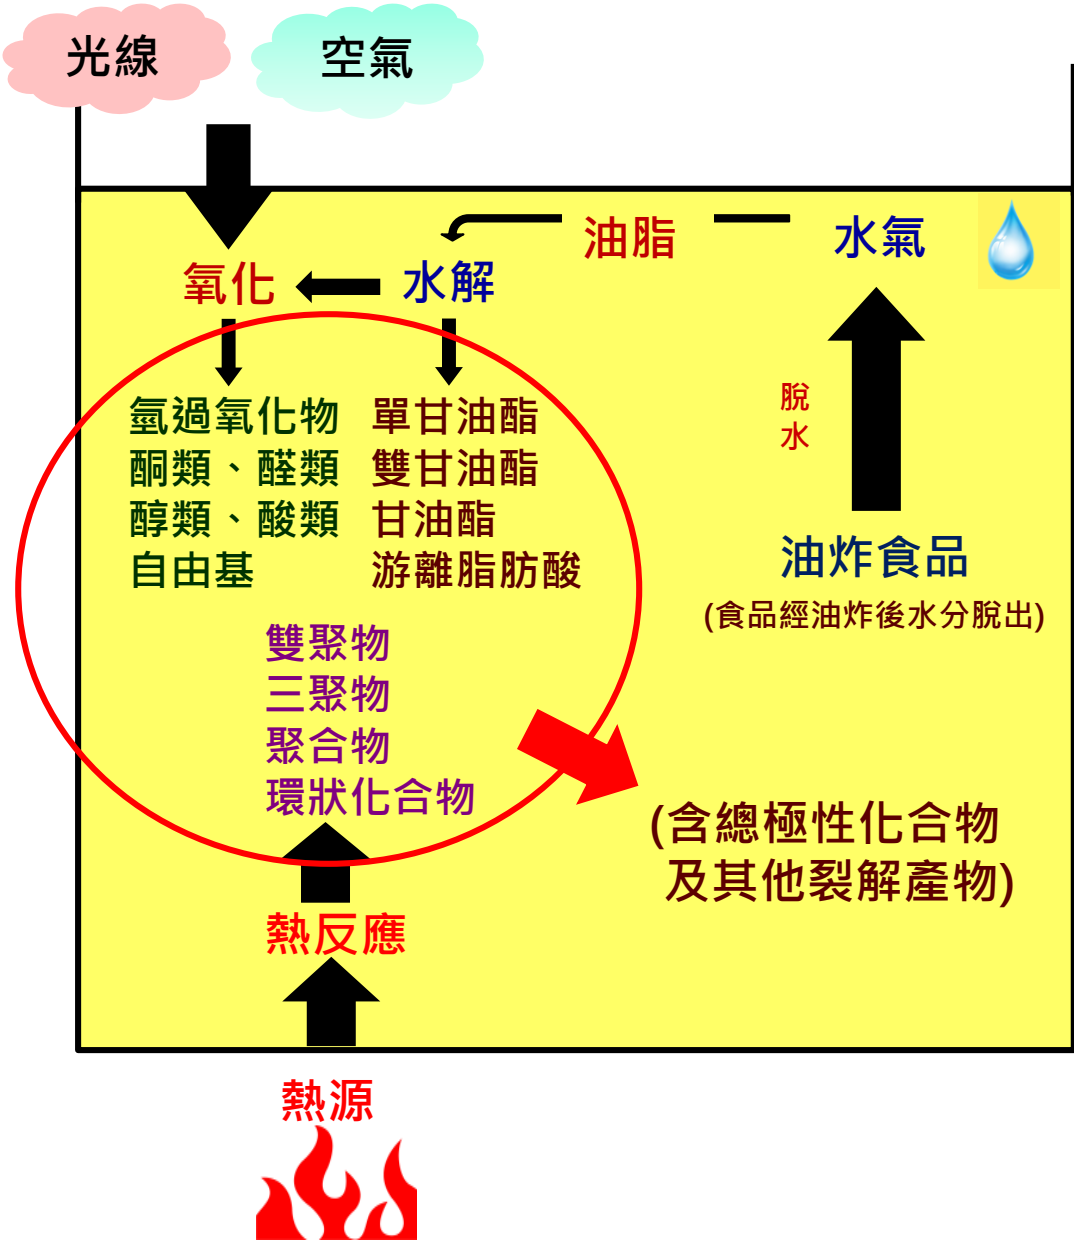 光線
空氣
油脂
水氣
氧化
水解
脫
水
氫過氧化物
酮類、醛類
醇類、酸類
自由基
單甘油酯
雙甘油酯
甘油酯
游離脂肪酸
油炸食品
(食品經油炸後水分脫出)
雙聚物
三聚物
聚合物
環狀化合物
(含總極性化合物
及其他裂解產物)
熱反應
熱源